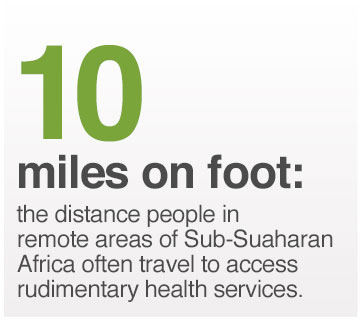 10
miles on foot:
the distance people in
remote areas of Sub-Suaharan
Africa often travel to access
rudimentary health services.